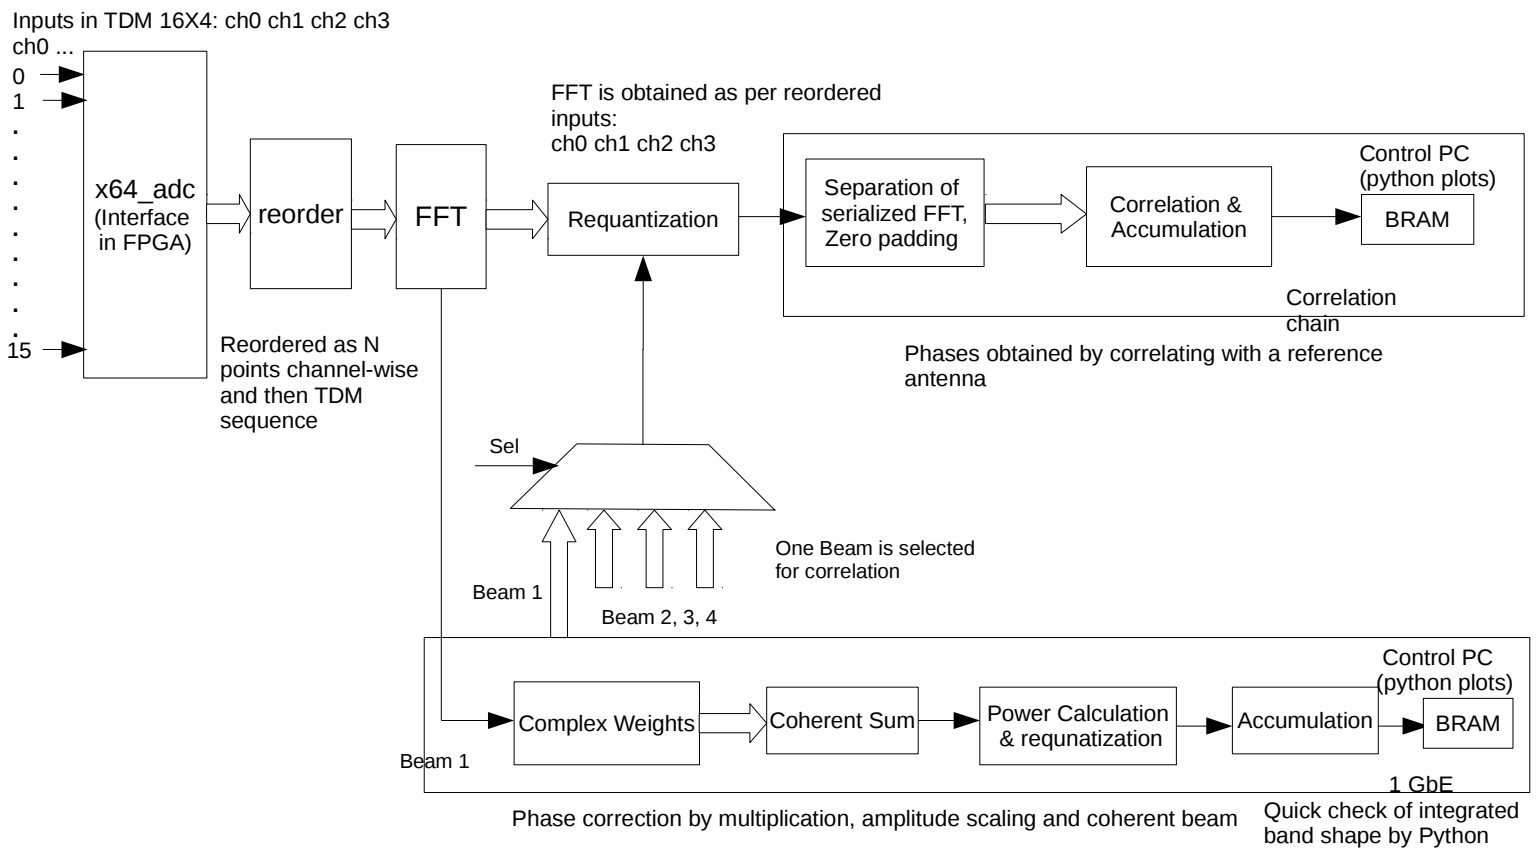 Inputs in TDM 16X4: ch0 ch1 ch2 ch3
ch0 ...
0
1
.
.
.
.
.
.
.
.
.
15
x64_adc
(Interface
in FPGA)
reorder
FFT
Reordered as N
points channel-wise
and then TDM
sequence
FFT is obtained as per reordered
inputs:
ch0 ch1 ch2 ch3
Requantization
Separation of
serialized FFT,
Zero padding
Correlation &
Accumulation
Control PC
(python plots)
BRAM
Correlation
chain
Phases obtained by correlating with a reference
antenna
Sel
One Beam is selected
for correlation
Beam 1
Beam 2, 3, 4
Complex Weights
Coherent Sum
Power Calculation
& requnatization
Accumulation
Control PC
(python plots)
BRAM
Beam 1
1 GbE
Phase correction by multiplication, amplitude scaling and coherent beam
Quick check of integrated
band shape by Python